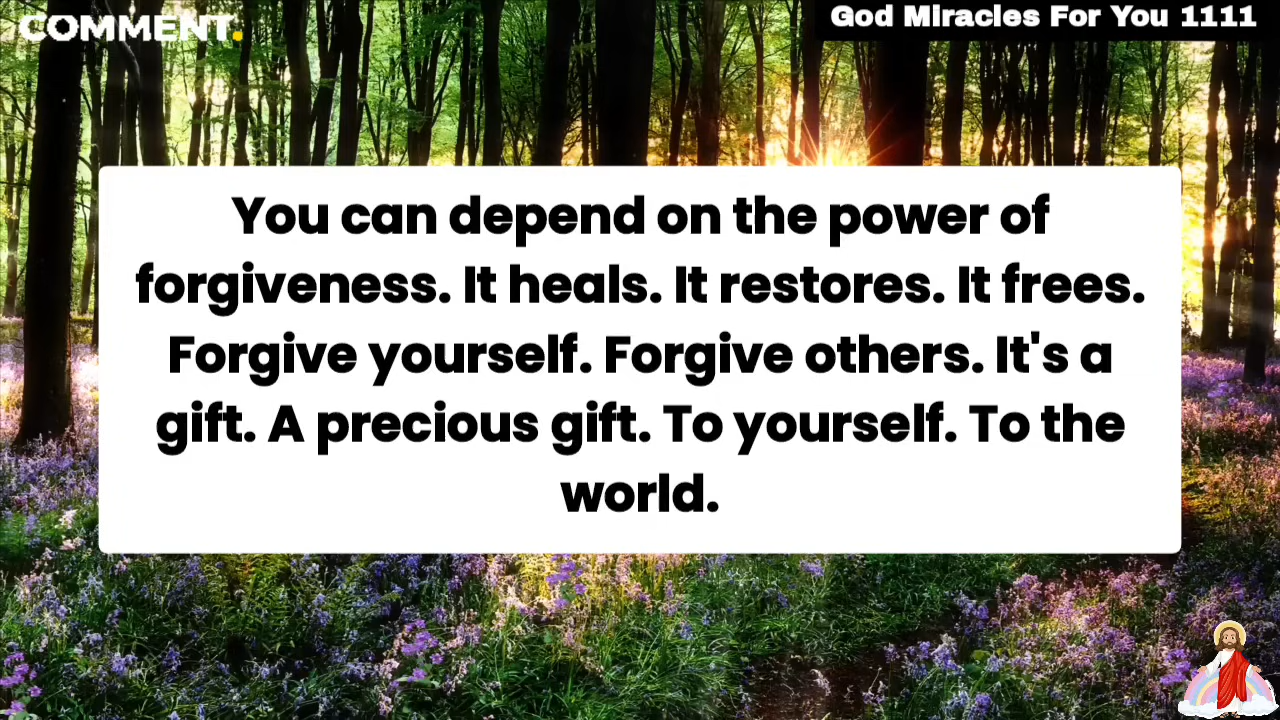 COMMENT.
God Miracles For You 1111
You can depend on the power of
forgiveness. It heals. It restores. It frees.
Forgive yourself. Forgive others. It's a
gift. A precious gift. To yourself. To the
world.